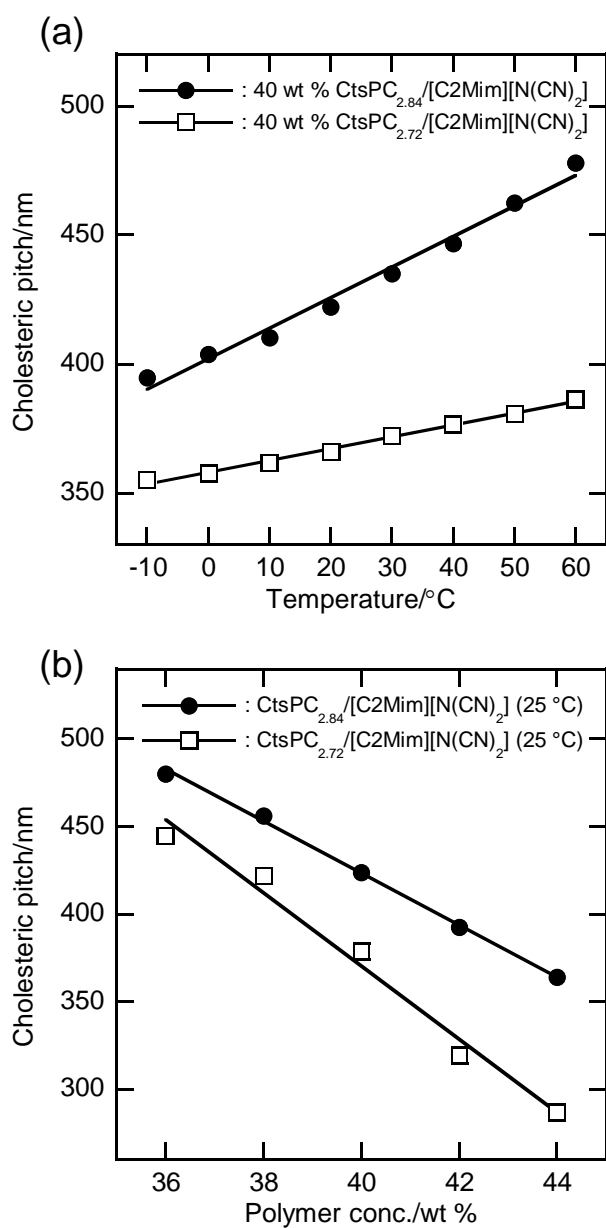 (a)
● : 40 wt % CtsPC2.84/[C2Mim][N(CN)2]
□ : 40 wt % CtsPC2.72/[C2Mim][N(CN)2]
500
450
400
350
Cholesteric pitch/nm
-10 0 10 20 30 40 50 60
Temperature/°C
(b)
● : CtsPC2.84/[C2Mim][N(CN)2] (25 °C)
□ : CtsPC2.72/[C2Mim][N(CN)2] (25 °C)
500
450
400
350
300
Cholesteric pitch/nm
36 38 40 42 44
Polymer conc./wt %